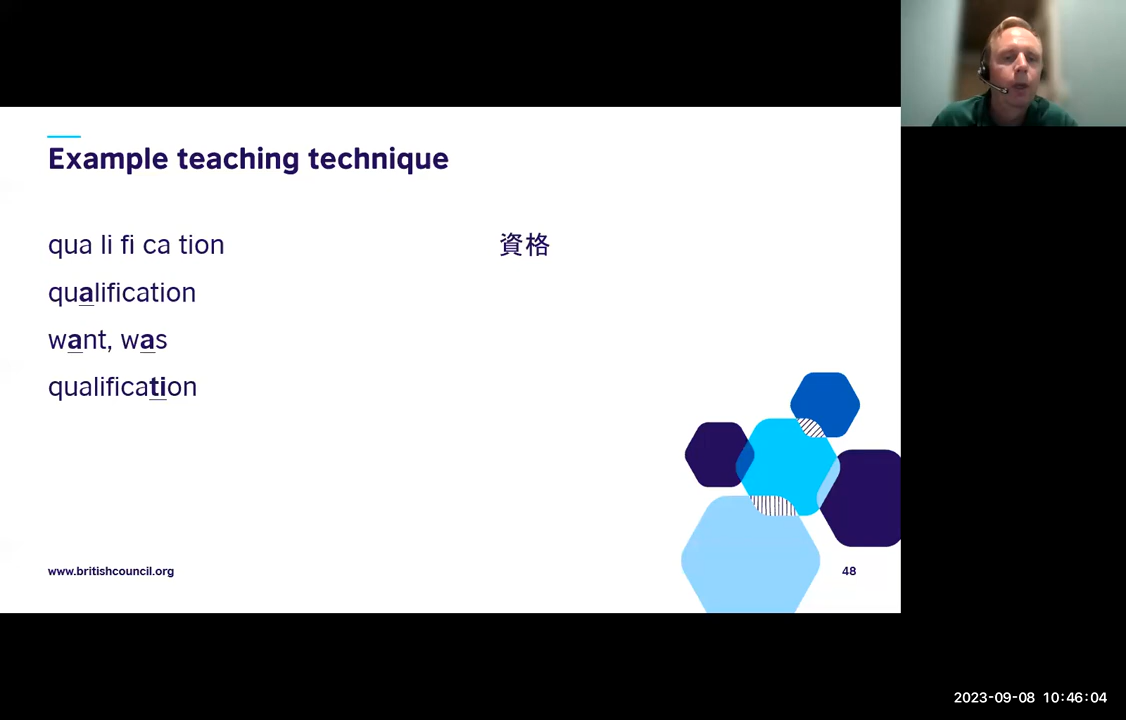 Example teaching technique
qua li fi ca tion 資格
qualification
want, was
qualification
www.britishcouncil.org 48
2023-09-08 10:46:04